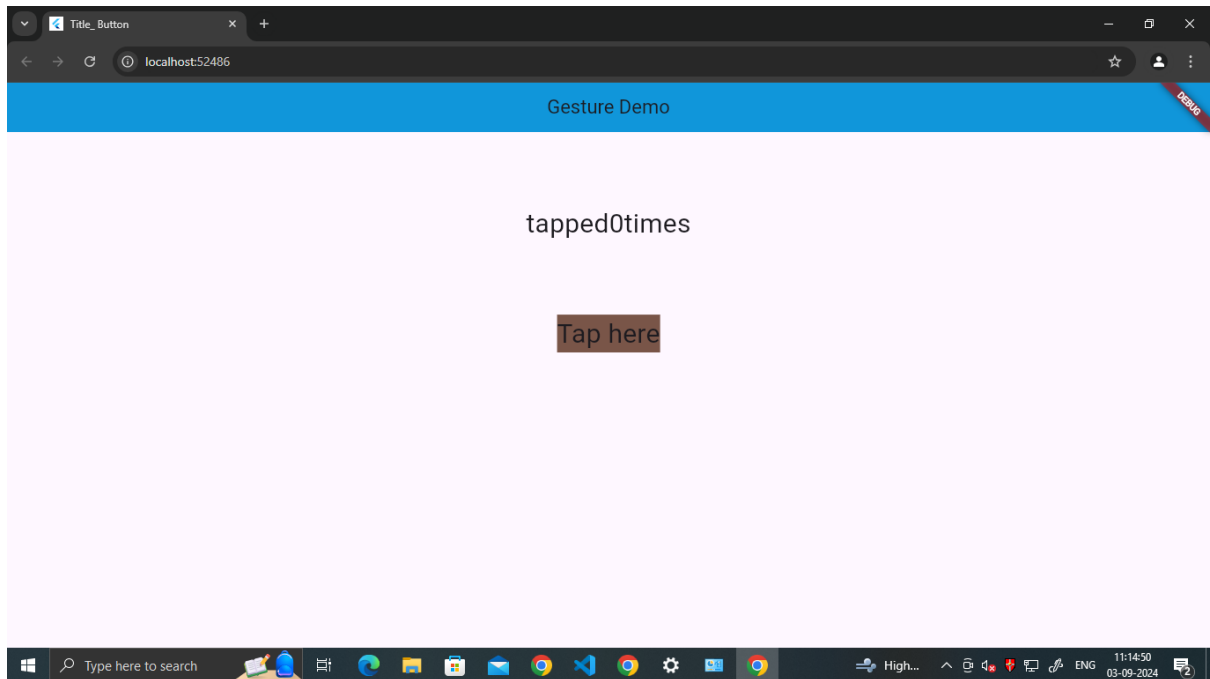 Title_ Button
localhost:52486
Gesture Demo
DEBUG
tapped0times
Tap here
Type here to search
High...
ENG
11:14:50
03-09-2024
2